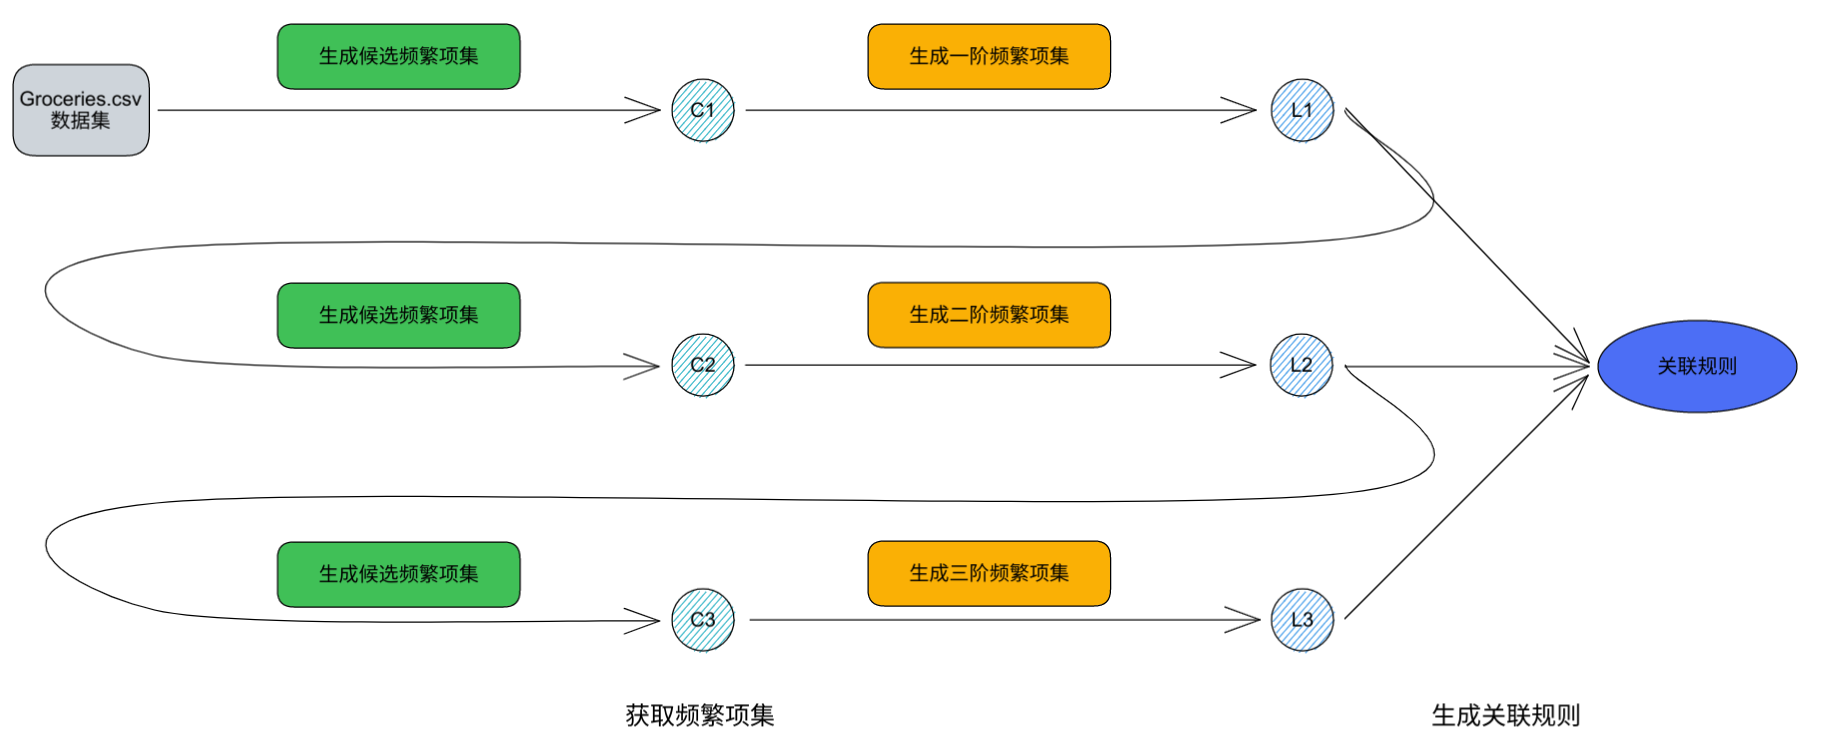 生成候选频繁项集
生成一阶频繁项集
Groceries.csv
数据集
C1
L1
生成候选频繁项集
生成二阶频繁项集
C2
L2
关联规则
生成候选频繁项集
生成三阶频繁项集
C3
L3
获取频繁项集
生成关联规则